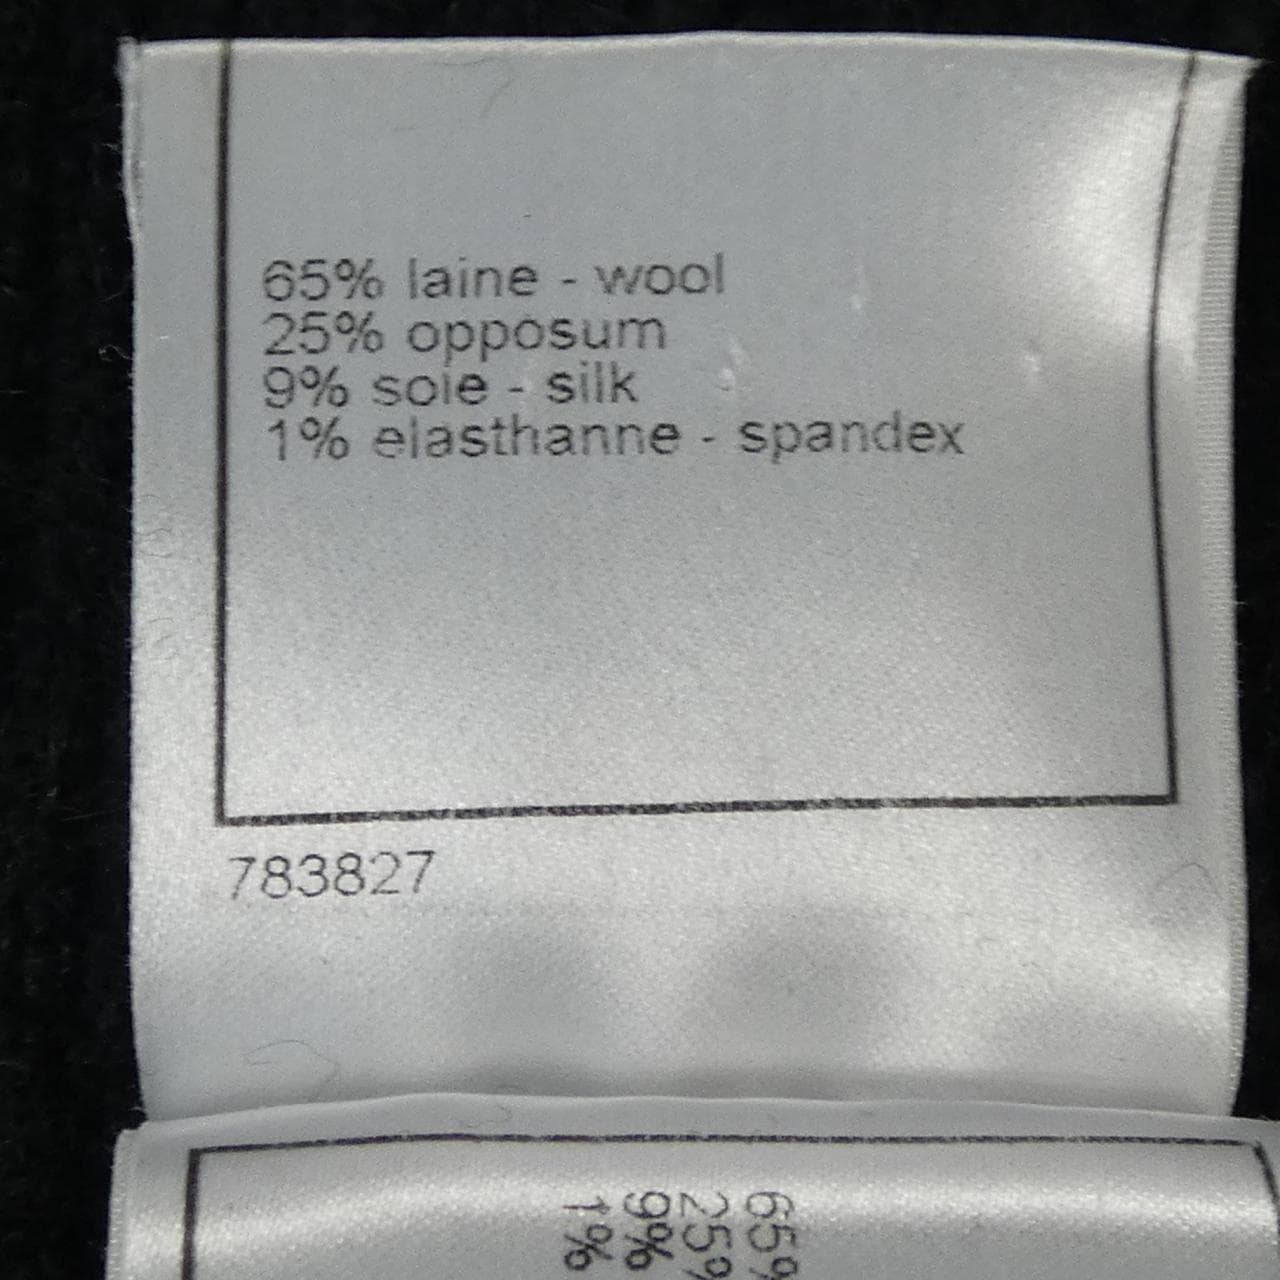 65% laine - wool
25% opposum
9% soie - silk
1% elasthanne - spandex
783827
65%
25%
9%
1%